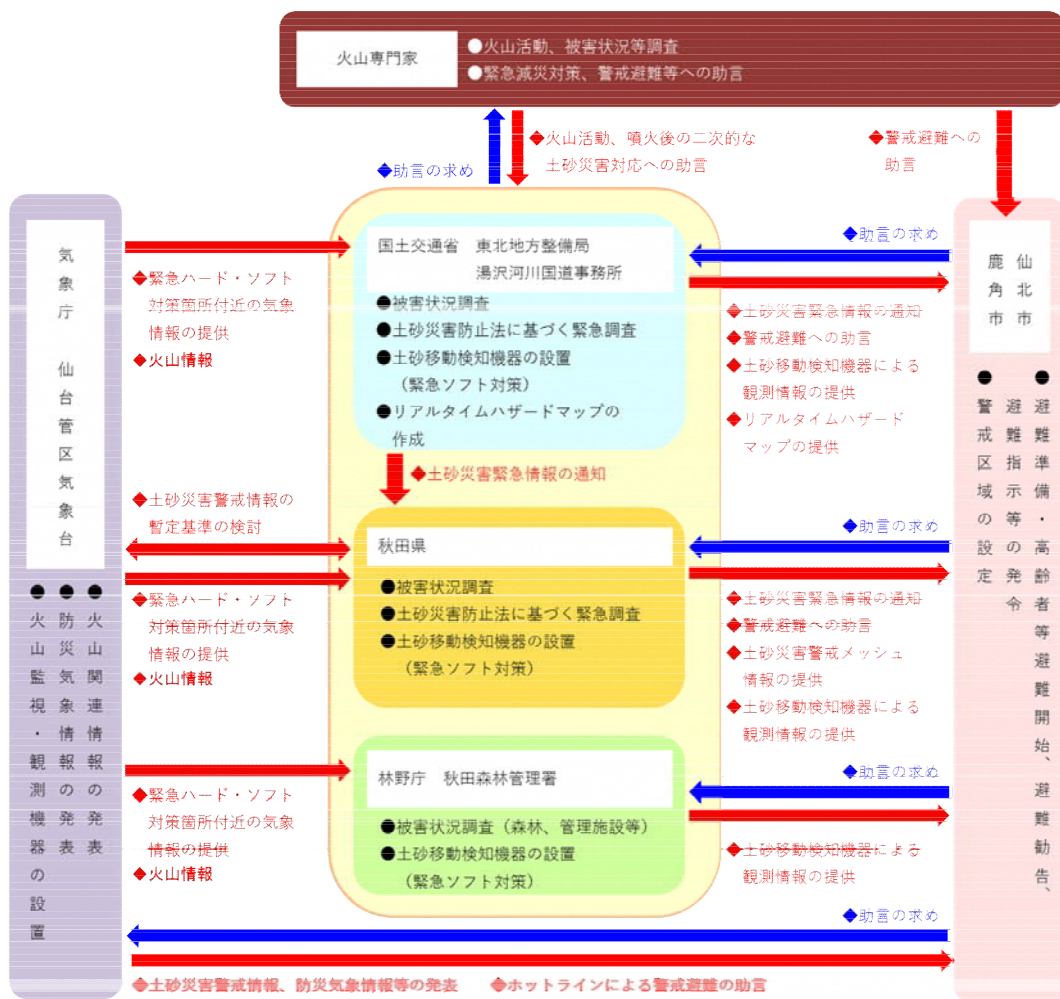 火山専門家
●火山活動、被害状況等調査
●緊急減災対策、警戒避難等への助言
◆助言の求め
◆火山活動、噴火後の二次的な
土砂災害対応への助言
◆警戒避難への
助言
気象庁　仙台管区気象台
●火山関連情報の発表
●防災気象情報の発表
●火山監視・観測機器の設置
◆緊急ハード・ソフト
対策箇所付近の気象
情報の提供
◆火山情報
◆土砂災害警戒情報の
暫定基準の検討
◆緊急ハード・ソフト
対策箇所付近の気象
情報の提供
◆火山情報
◆緊急ハード・ソフト
対策箇所付近の気象
情報の提供
◆火山情報
国土交通省　東北地方整備局
湯沢河川国道事務所
●被害状況調査
●土砂災害防止法に基づく緊急調査
●土砂移動検知機器の設置
（緊急ソフト対策）
●リアルタイムハザードマップの
作成
◆土砂災害緊急情報の通知
秋田県
●被害状況調査
●土砂災害防止法に基づく緊急調査
●土砂移動検知機器の設置
（緊急ソフト対策）
林野庁　秋田森林管理署
●被害状況調査（森林、管理施設等）
●土砂移動検知機器の設置
（緊急ソフト対策）
◆助言の求め
◆土砂災害緊急情報の通知
◆警戒避難への助言
◆土砂移動検知機器による
観測情報の提供
◆リアルタイムハザード
マップの提供
◆助言の求め
◆土砂災害緊急情報の通知
◆警戒避難への助言
◆土砂災害警戒メッシュ
情報の提供
◆土砂移動検知機器による
観測情報の提供
◆助言の求め
◆土砂移動検知機器による
観測情報の提供
仙北市
鹿角市
●避難準備・高齢者等避難開始、避難勧告、
避難指示等の発令
●警戒区域の設定
◆助言の求め
◆土砂災害警戒情報、防災気象情報等の発表　◆ホットラインによる警戒避難の助言